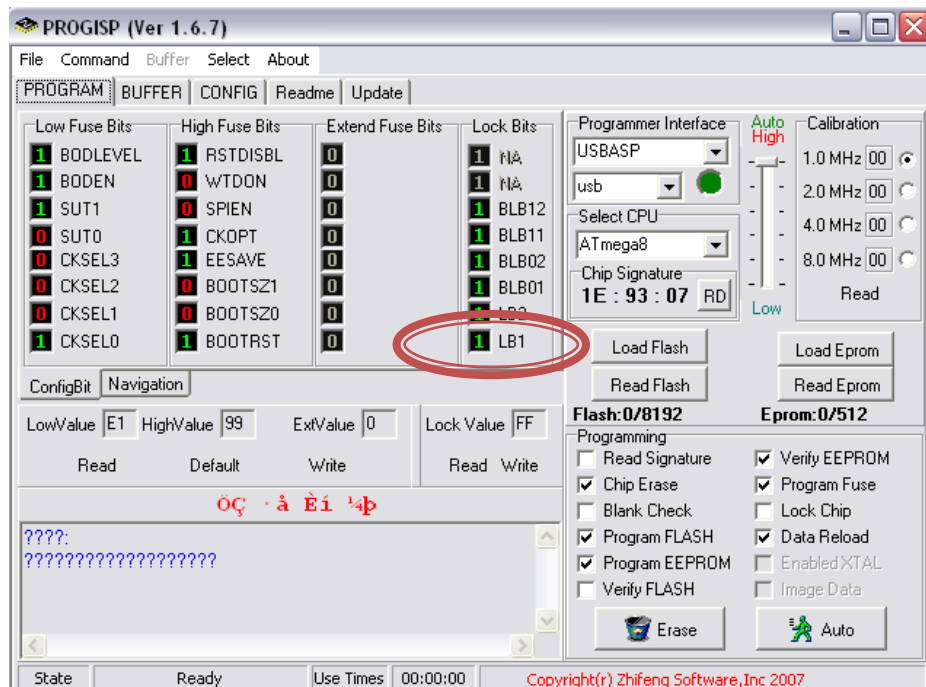 PROGISP (Ver 1.6.7)
File Command Buffer Select About
PROGRAM BUFFER CONFIG Readme Update
Low Fuse Bits
1 BODLEVEL
1 BODEN
1 SUT1
0 SUT0
0 CKSEL3
0 CKSEL2
0 CKSEL1
1 CKSEL0
High Fuse Bits
1 RSTDISBL
0 WTDON
0 SPIEN
1 CKOPT
1 EESAVE
0 BOOTSZ1
0 BOOTSZ0
1 BOOTRST
Extend Fuse Bits
0
0
0
0
0
0
0
0
Lock Bits
1 NA
1 NA
1 BLB12
1 BLB11
1 BLB02
1 BLB01
1 LB2
1 LB1
ConfigBit Navigation
LowValue E1 HighValue 99 ExtValue 0
Read Default Write
Lock Value FF
Read Write
ÖÇ ·å Èí ¼þ
????:
???????????????????
Programmer Interface
USBASP
usb
Select CPU
ATmega8
Chip Signature
1E : 93 : 07 RD
Auto
High
Low
Calibration
1.0 MHz 00
2.0 MHz 00
4.0 MHz 00
8.0 MHz 00
Read
Load Flash Load Eprom
Read Flash Read Eprom
Flash:0/8192 Eprom:0/512
Programming
Read Signature
Chip Erase
Blank Check
Program FLASH
Program EEPROM
Verify FLASH
Verify EEPROM
Program Fuse
Lock Chip
Data Reload
Enabled XTAL
Image Data
Erase Auto
State Ready Use Times 00:00:00 Copyright(r) Zhifeng Software,Inc 2007